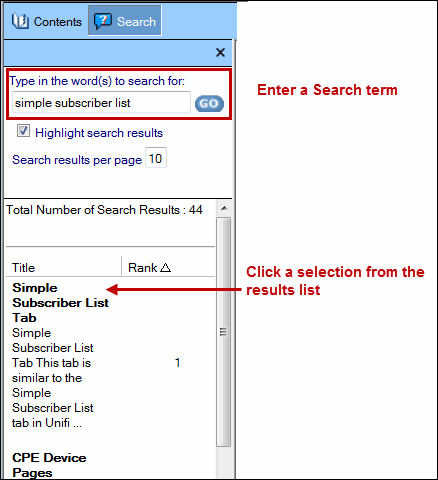 Contents Search
Type in the word(s) to search for:
simple subscriber list GO
Enter a Search term
Highlight search results
Search results per page 10
Total Number of Search Results : 44
Title Rank
Simple
Subscriber List
Tab
Simple
Subscriber List
Tab This tab is
similar to the
Simple
Subscriber List
tab in Unifi ...
1
Click a selection from the
results list
CPE Device
Pages